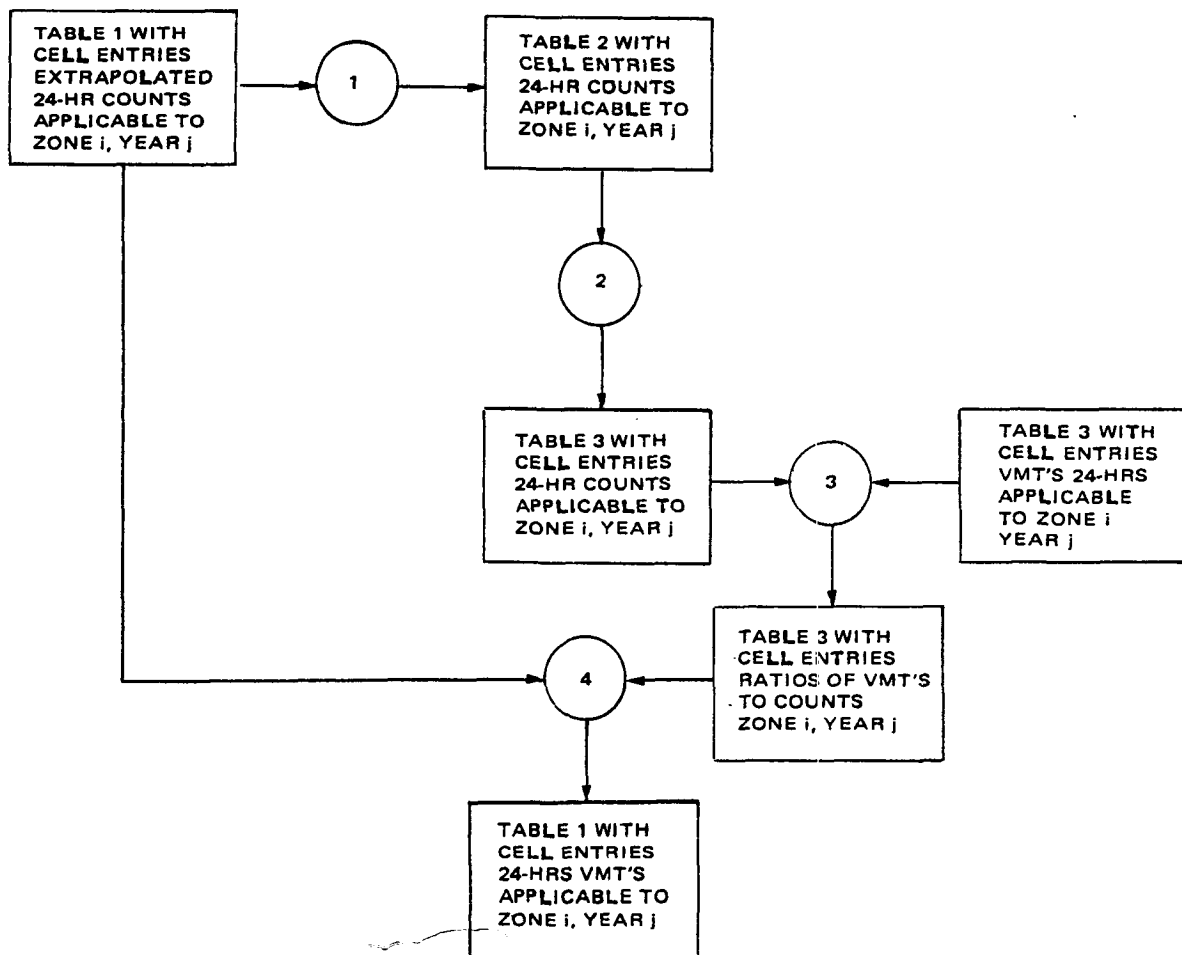 TABLE 1 WITH
CELL ENTRIES
EXTRAPOLATED
24-HR COUNTS
APPLICABLE TO
ZONE i, YEAR j
1
TABLE 2 WITH
CELL ENTRIES
24-HR COUNTS
APPLICABLE TO
ZONE i, YEAR j
2
TABLE 3 WITH
CELL ENTRIES
24-HR COUNTS
APPLICABLE TO
ZONE i, YEAR j
3
TABLE 3 WITH
CELL ENTRIES
VMT'S 24-HRS
APPLICABLE
TO ZONE i
YEAR j
4
TABLE 3 WITH
CELL ENTRIES
RATIOS OF VMT'S
TO COUNTS
ZONE i, YEAR j
TABLE 1 WITH
CELL ENTRIES
24-HRS VMT'S
APPLICABLE TO
ZONE i, YEAR j